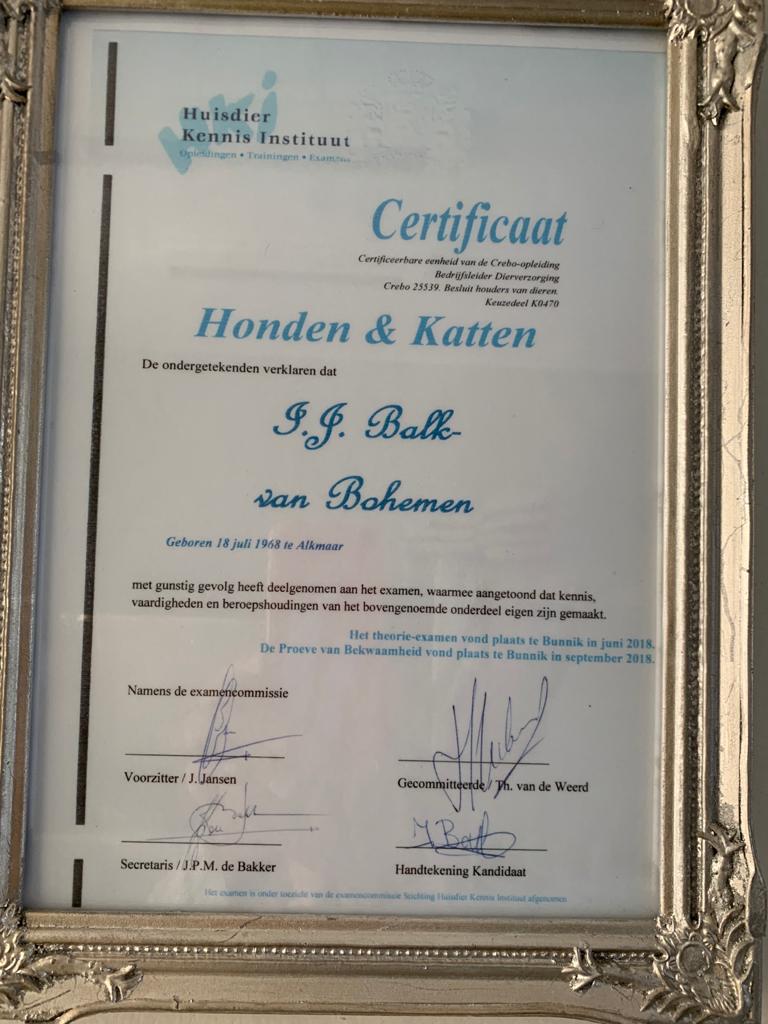 Huisdier
Kennis Instituut
Opleidingen • Trainingen • Examens
Certificaat
Certificeerbare eenheid van de Crebo-opleiding
Bedrijfsleider Dierverzorging
Crebo 25539. Besluit houders van dieren.
Keuzedeel K0470
Honden & Katten
De ondergetekenden verklaren dat
I.J. Balk-
van Bohemen
Geboren 18 juli 1968 te Alkmaar
met gunstig gevolg heeft deelgenomen aan het examen, waarmee aangetoond dat kennis,
vaardigheden en beroepshoudingen van het bovengenoemde onderdeel eigen zijn gemaakt.
Het theorie-examen vond plaats te Bunnik in juni 2018.
De Proeve van Bekwaamheid vond plaats te Bunnik in september 2018.
Namens de examencommissie
Voorzitter / J. Jansen
Gecommitteerde / Th. van de Weerd
Secretaris / J.P.M. de Bakker
Handtekening Kandidaat
Het examen is onder toezicht van de examencommissie Stichting Huisdier Kennis Instituut afgenomen